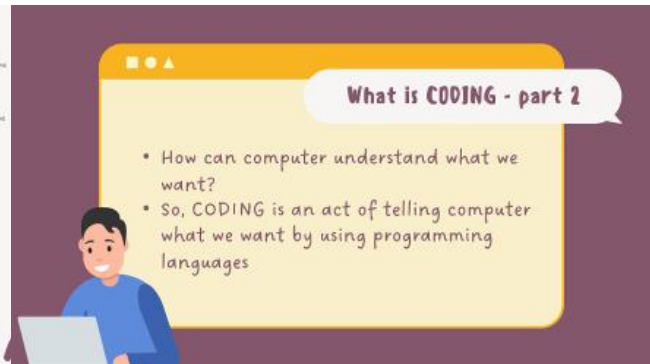 What is CODING - part 2
• How can computer understand what we
want?
• So, CODING is an act of telling computer
what we want by using programming
languages